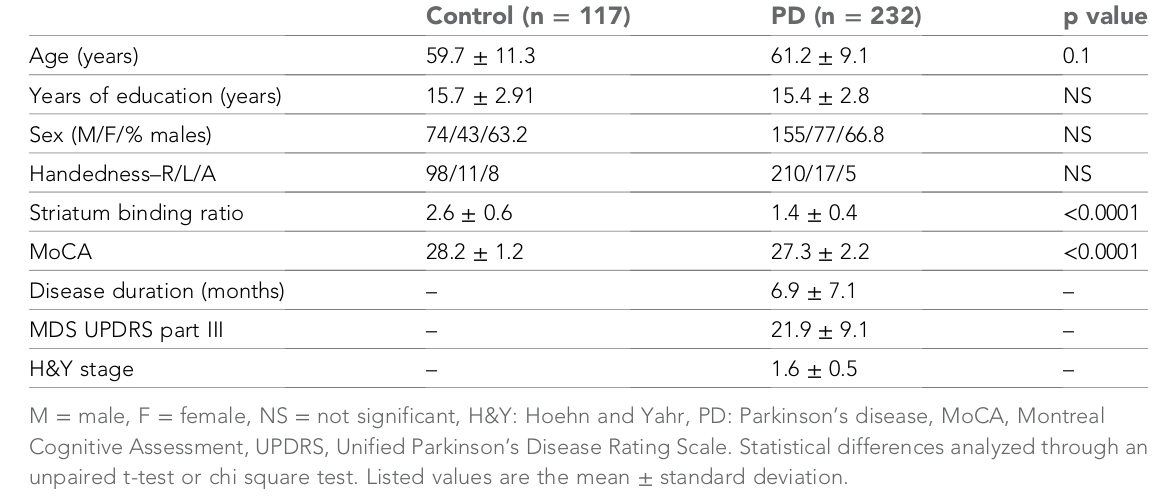 Control (n = 117) PD (n = 232) p value
Age (years) 59.7 ± 11.3 61.2 ± 9.1 0.1
Years of education (years) 15.7 ± 2.91 15.4 ± 2.8 NS
Sex (M/F/% males) 74/43/63.2 155/77/66.8 NS
Handedness–R/L/A 98/11/8 210/17/5 NS
Striatum binding ratio 2.6 ± 0.6 1.4 ± 0.4 <0.0001
MoCA 28.2 ± 1.2 27.3 ± 2.2 <0.0001
Disease duration (months) – 6.9 ± 7.1 –
MDS UPDRS part III – 21.9 ± 9.1 –
H&Y stage – 1.6 ± 0.5 –
M = male, F = female, NS = not significant, H&Y: Hoehn and Yahr, PD: Parkinson’s disease, MoCA, Montreal
Cognitive Assessment, UPDRS, Unified Parkinson’s Disease Rating Scale. Statistical differences analyzed through an
unpaired t-test or chi square test. Listed values are the mean ± standard deviation.